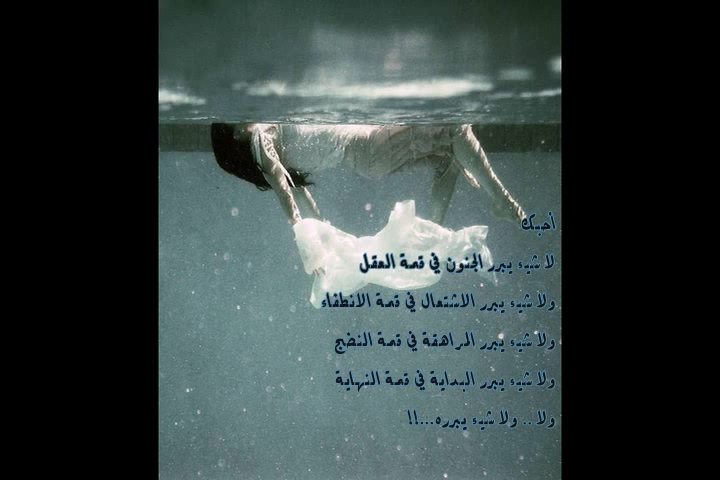 أحبك
لا شيء يبرر الجنون في قمة العقل
ولا شيء يبرر الاشتعال في قمة الانطفاء
ولا شيء يبرر المراهقة في قمة النضج
ولا شيء يبرر البداية في قمة النهاية
ولا .. ولا شيء يبرره...!!